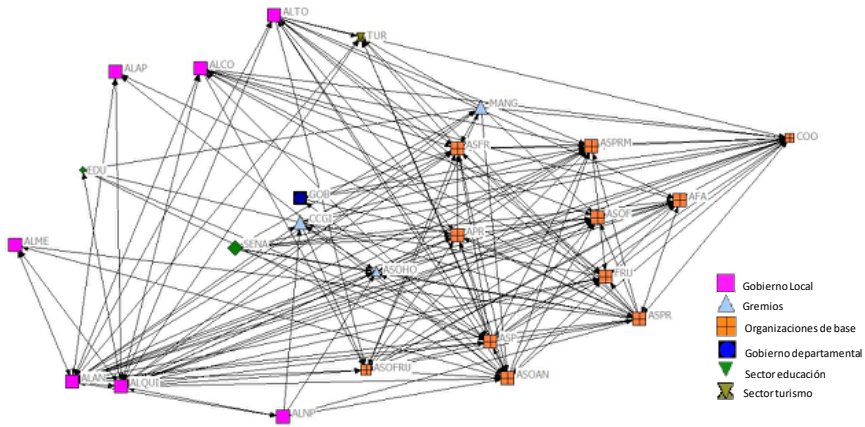 ALTO
TUR
ALCO
ALAP
MANG
COO
ASFR
ASPRM
EDU
GOB
AFA
CCGI
ASOF
APR
SENA
ALME
ASOHO
FRU
ASPR
ASP
ASOFRU
ASOAN
ALAN
ALQUI
ALNP
Gobierno Local
Gremios
Organizaciones de base
Gobierno departamental
Sector educación
Sector turismo